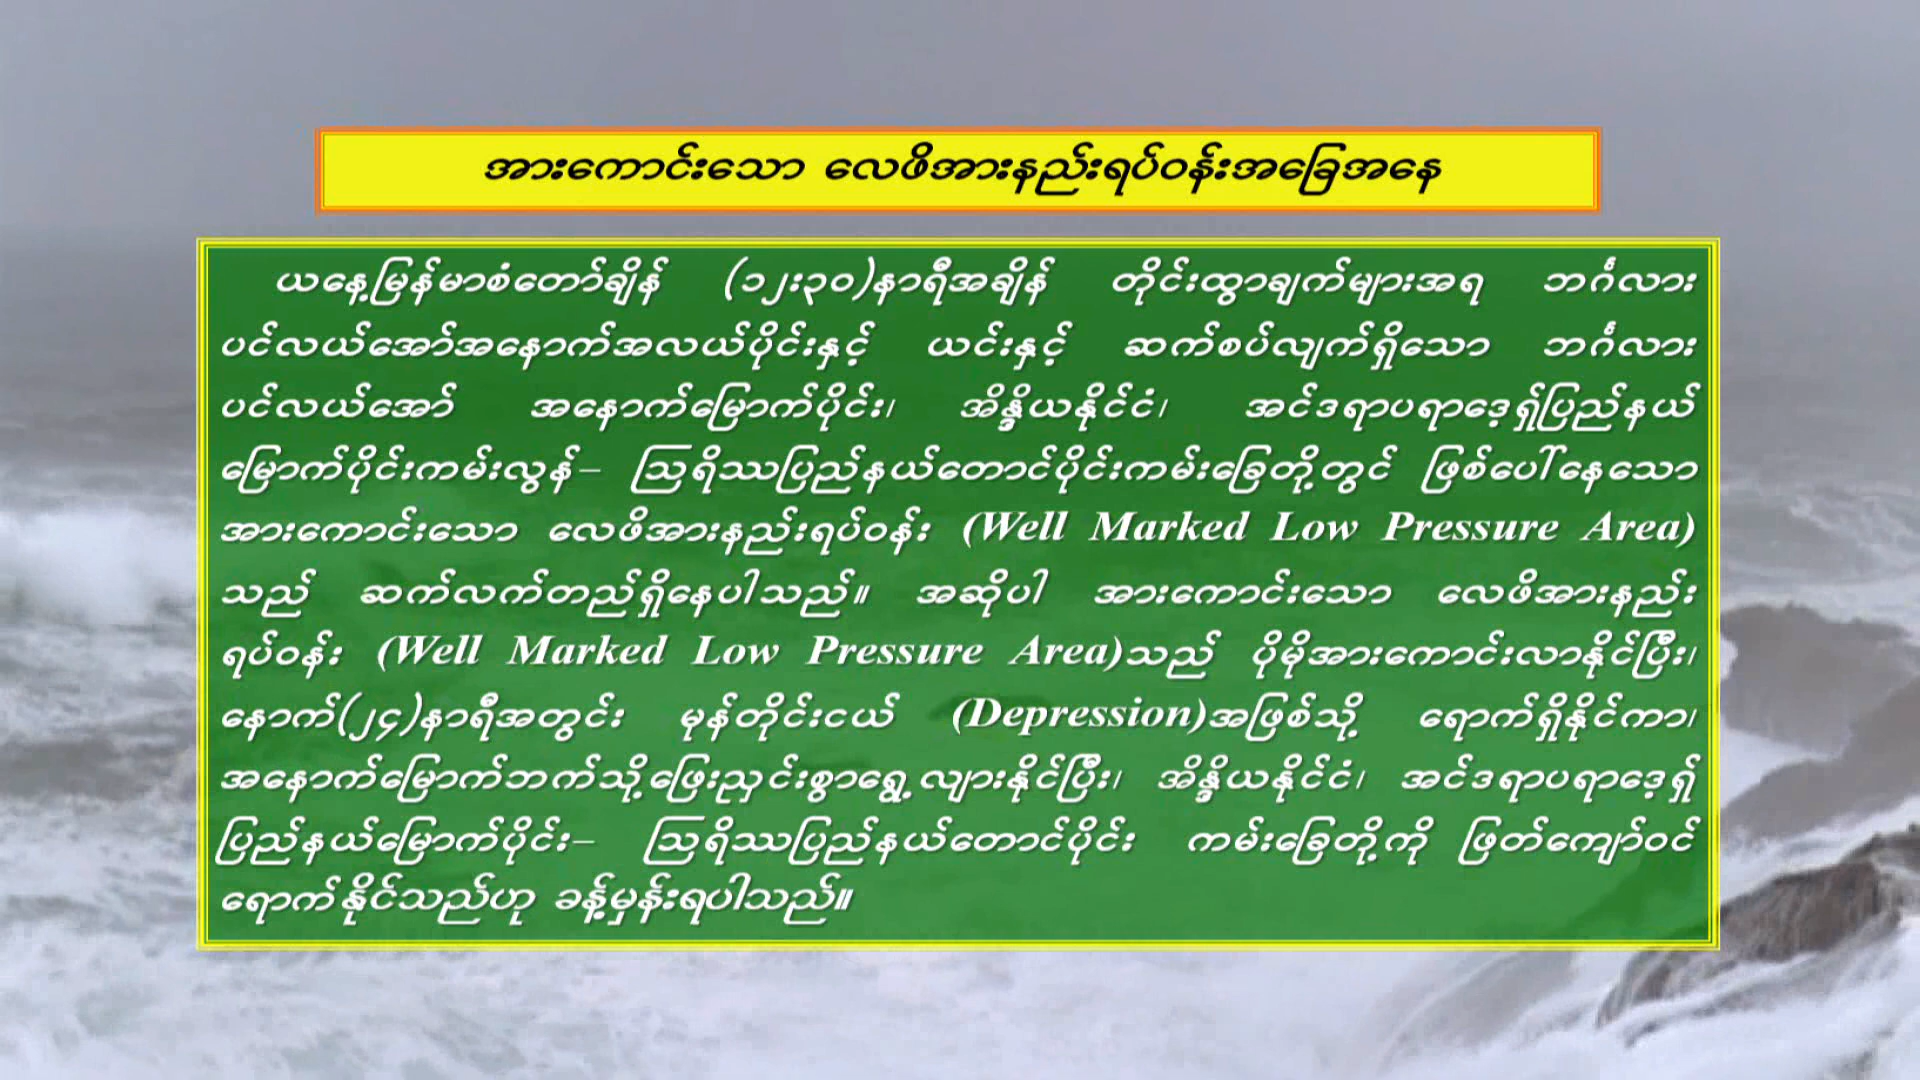 အားကောင်းသော လေဖိအားနည်းရပ်ဝန်းအခြေအနေ
ယနေ့မြန်မာစံတော်ချိန် (၁၂း၃၀)နာရီအချိန် တိုင်းထွာချက်များအရ ဘင်္ဂလား
ပင်လယ်အော်အနောက်အလယ်ပိုင်းနှင့် ယင်းနှင့် ဆက်စပ်လျက်ရှိသော ဘင်္ဂလား
ပင်လယ်အော် အနောက်မြောက်ပိုင်း၊ အိန္ဒိယနိုင်ငံ၊ အင်ဒရာပရာဒေ့ရှ်ပြည်နယ်
မြောက်ပိုင်းကမ်းလွန်– ဩရိဿပြည်နယ်တောင်ပိုင်းကမ်းခြေတို့တွင် ဖြစ်ပေါ်နေသော
အားကောင်းသော လေဖိအားနည်းရပ်ဝန်း (Well Marked Low Pressure Area)
သည် ဆက်လက်တည်ရှိနေပါသည်။ အဆိုပါ အားကောင်းသော လေဖိအားနည်း
ရပ်ဝန်း (Well Marked Low Pressure Area)သည် ပိုမိုအားကောင်းလာနိုင်ပြီး၊
နောက်(၂၄)နာရီအတွင်း မုန်တိုင်းငယ် (Depression)အဖြစ်သို့ ရောက်ရှိနိုင်ကာ၊
အနောက်မြောက်ဘက်သို့ဖြေးညှင်းစွာရွေ့လျားနိုင်ပြီး၊ အိန္ဒိယနိုင်ငံ၊ အင်ဒရာပရာဒေ့ရှ်
ပြည်နယ်မြောက်ပိုင်း– ဩရိဿပြည်နယ်တောင်ပိုင်း ကမ်းခြေတို့ကို ဖြတ်ကျော်ဝင်
ရောက်နိုင်သည်ဟု ခန့်မှန်းရပါသည်။